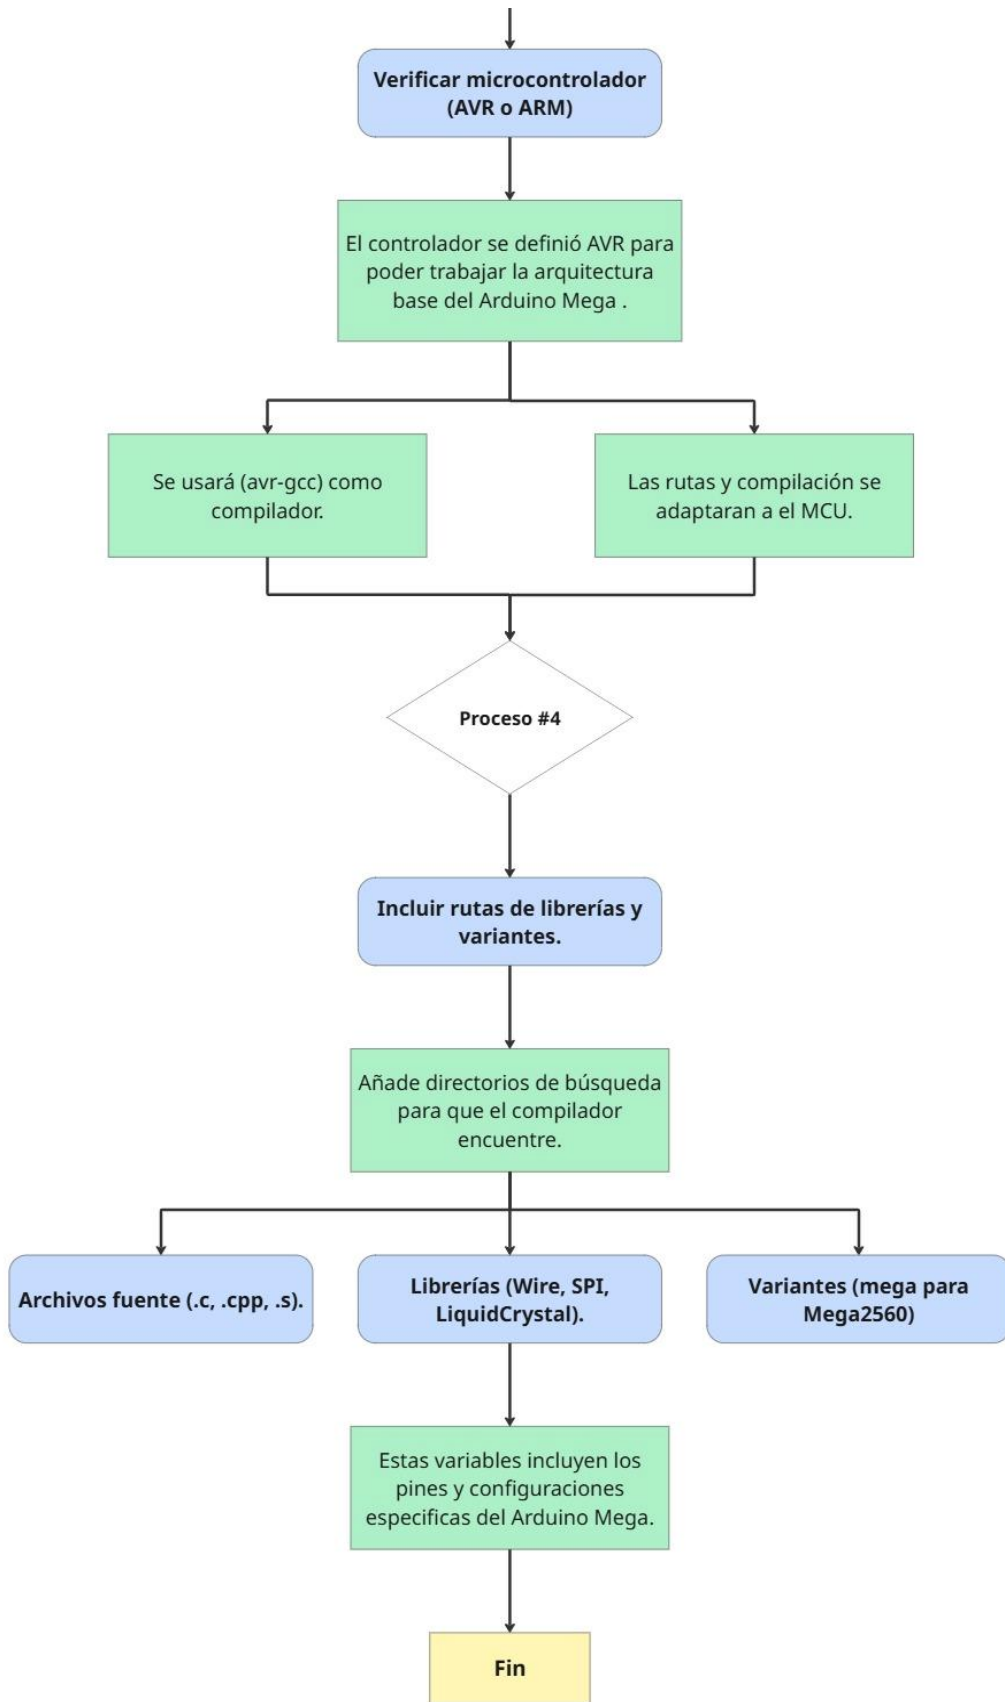 Verificar microcontrolador
(AVR o ARM)
El controlador se definió AVR para
poder trabajar la arquitectura
base del Arduino Mega .
Se usará (avr-gcc) como
compilador.
Las rutas y compilación se
adaptaran a el MCU.
Proceso #4
Incluir rutas de librerías y
variantes.
Añade directorios de búsqueda
para que el compilador
encuentre.
Archivos fuente (.c, .cpp, .s).
Librerías (Wire, SPI,
LiquidCrystal).
Variantes (mega para
Mega2560)
Estas variables incluyen los
pines y configuraciones
especificas del Arduino Mega.
Fin